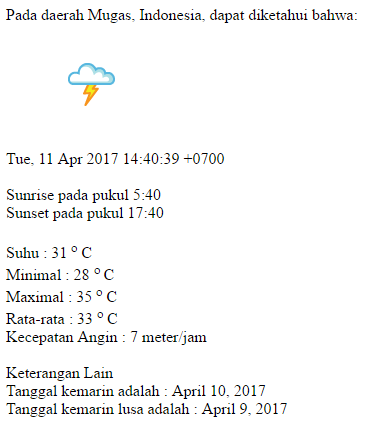 Pada daerah Mugas, Indonesia, dapat diketahui bahwa:
Tue, 11 Apr 2017 14:40:39 +0700
Sunrise pada pukul 5:40
Sunset pada pukul 17:40
Suhu : 31 ° C
Minimal : 28 ° C
Maximal : 35 ° C
Rata-rata : 33 ° C
Kecepatan Angin : 7 meter/jam
Keterangan Lain
Tanggal kemarin adalah : April 10, 2017
Tanggal kemarin lusa adalah : April 9, 2017